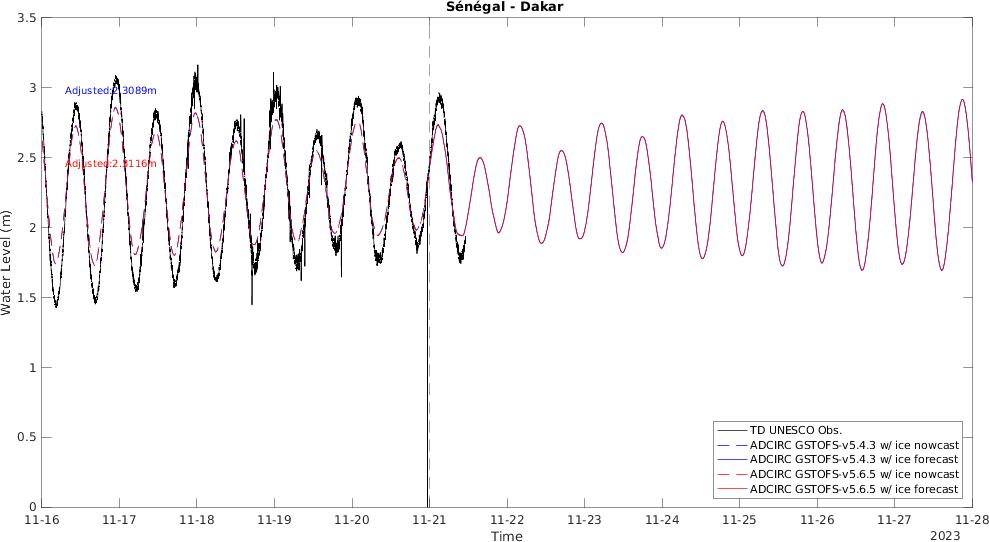 Sénégal - Dakar
3.5
3
2.5
2
1.5
1
0.5
0
Water Level (m)
Adjusted:2.3089m
Adjusted:2.3116m
TD UNESCO Obs.
ADCIRC GSTOFS-v5.4.3 w/ ice nowcast
ADCIRC GSTOFS-v5.4.3 w/ ice forecast
ADCIRC GSTOFS-v5.6.5 w/ ice nowcast
ADCIRC GSTOFS-v5.6.5 w/ ice forecast
11-16 11-17 11-18 11-19 11-20 11-21 11-22 11-23 11-24 11-25 11-26 11-27 11-28
Time
2023